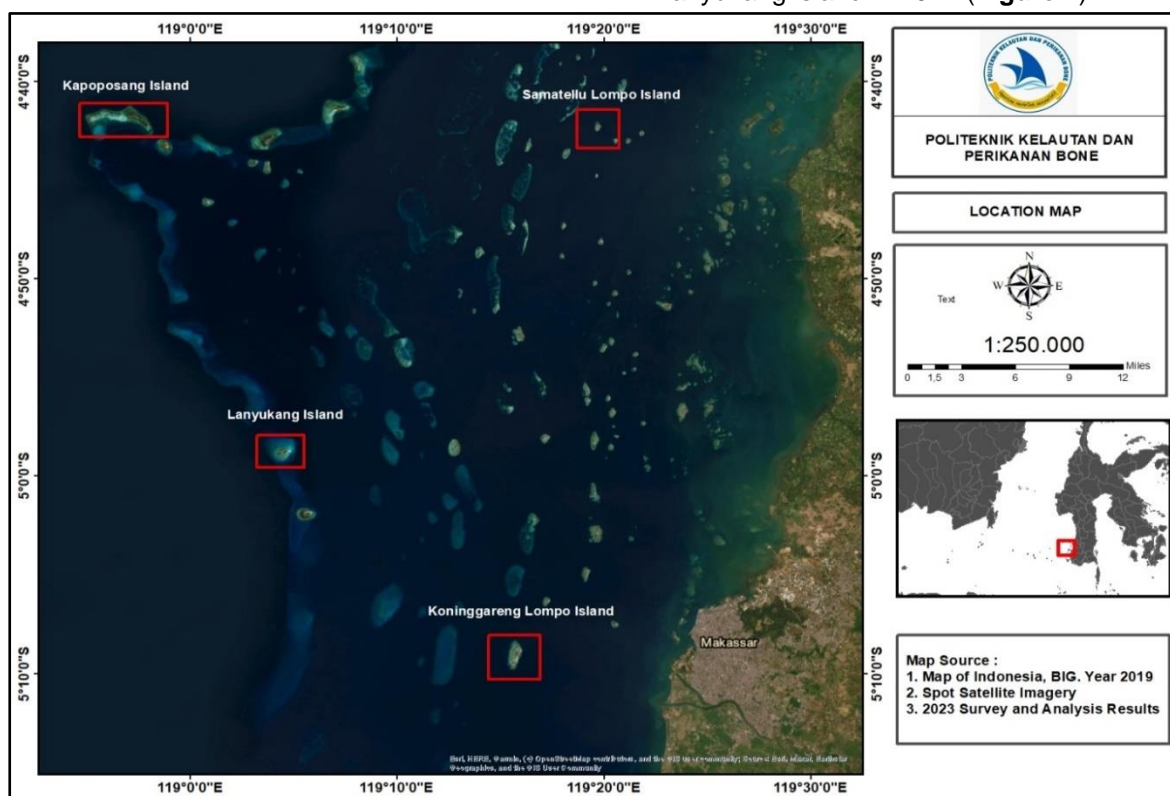 119°0'0"E
119°10'0"E
119°20'0"E
119°30'0"E
4°40'0"S
4°50'0"S
5°0'0"S
5°10'0"S
Kapoposang Island
Samatellu Lompo Island
Lanyukang Island
Koninggareng Lompo Island
Makassar
4°40'0"S
4°50'0"S
5°0'0"S
5°10'0"S
119°0'0"E
119°10'0"E
119°20'0"E
119°30'0"E
POLITEKNIK KELAUTAN DAN PERIKANAN BONE
POLITEKNIK KELAUTAN DAN
PERIKANAN BONE
LOCATION MAP
Text
N
W E
S
1:250.000
Miles
0 1,5 3 6 9 12
Map Source :
1. Map of Indonesia, BIG. Year 2019
2. Spot Satellite Imagery
3. 2023 Survey and Analysis Results